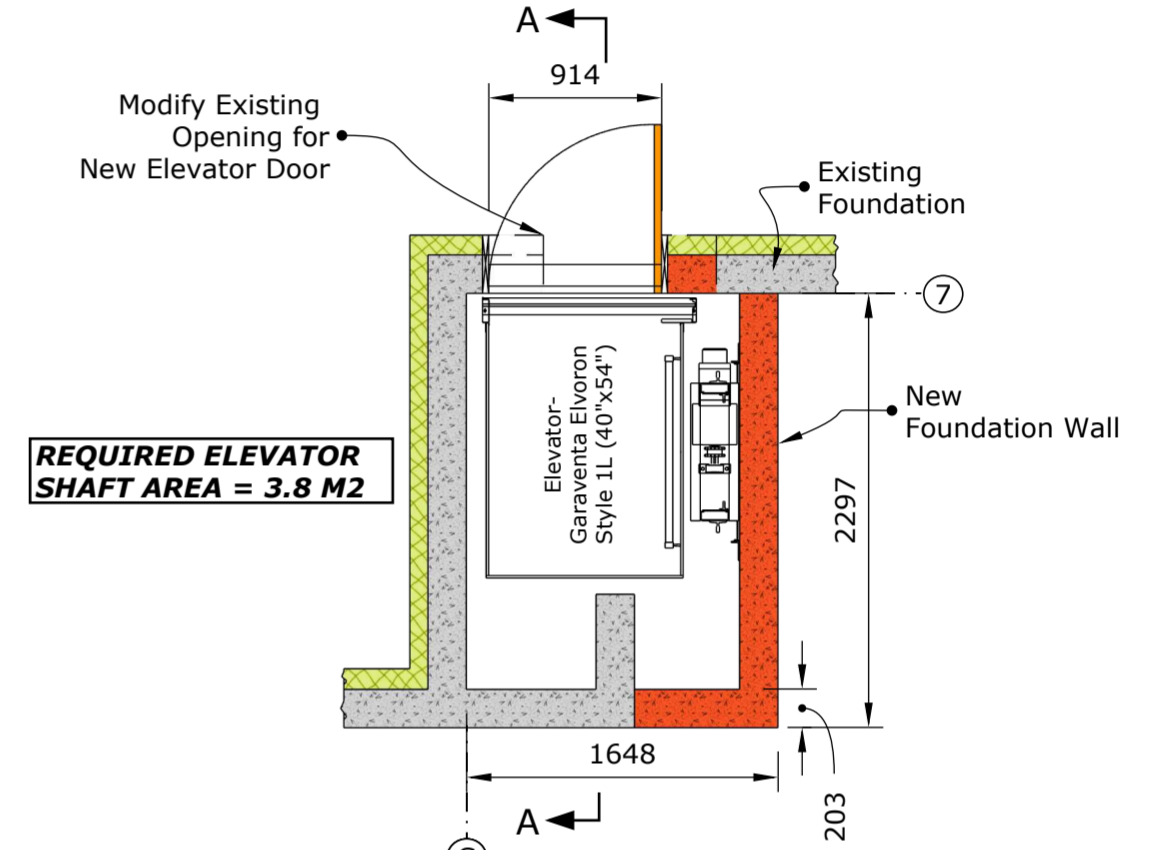 A
914
Modify Existing
Opening for
New Elevator Door
Existing
Foundation
7
Elevator-
Garaventa Elvoron
Style 1L (40"x54")
New
Foundation Wall
REQUIRED ELEVATOR
SHAFT AREA = 3.8 M2
2297
1648
203
A